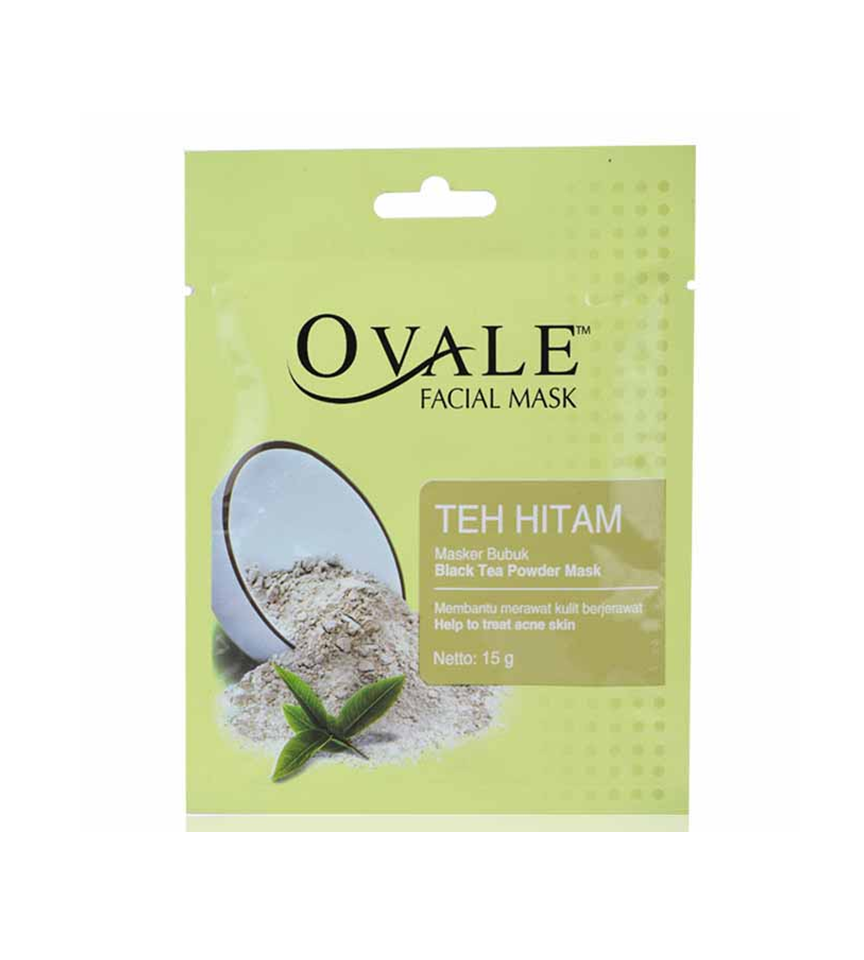 OVALE™
FACIAL MASK
TEH HITAM
Masker Bubuk
Black Tea Powder Mask
Membantu merawat kulit berjerawat
Help to treat acne skin
Netto: 15 g